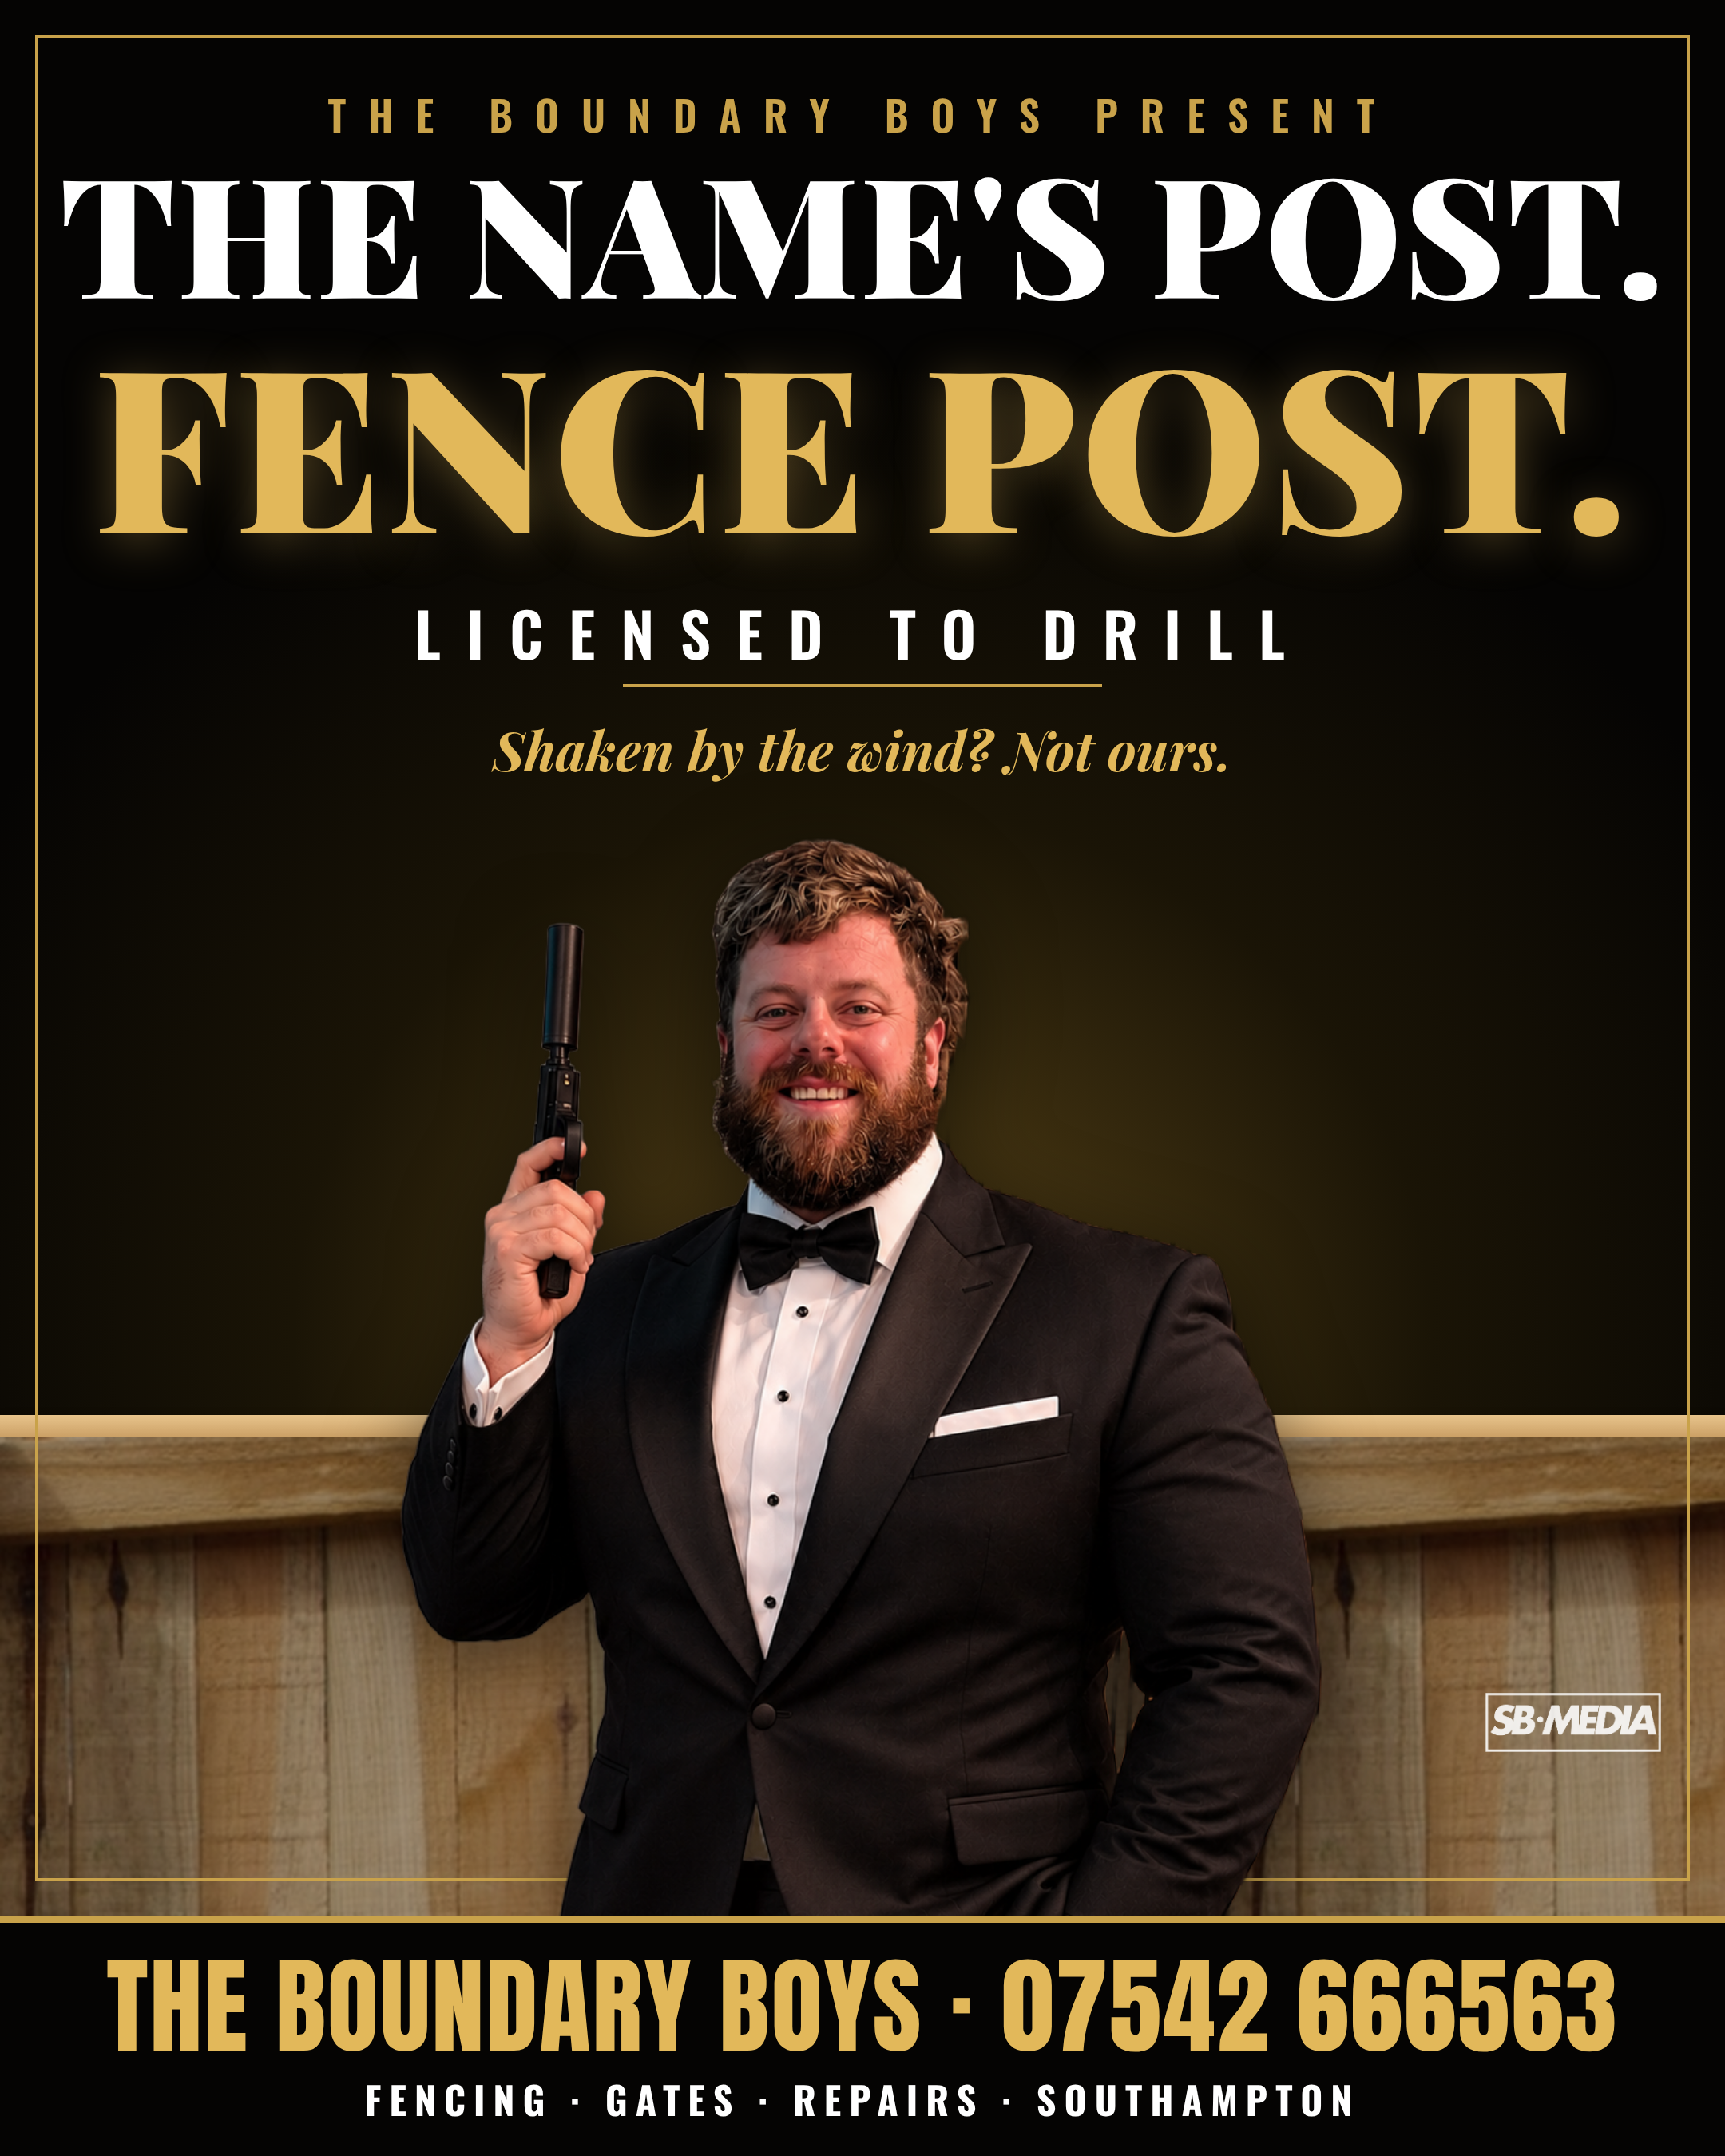 THE BOUNDARY BOYS PRESENT
THE NAME'S POST.
FENCE POST.
LICENSED TO DRILL
Shaken by the wind? Not ours.
SB·MEDIA
THE BOUNDARY BOYS · 07542 666563
FENCING · GATES · REPAIRS · SOUTHAMPTON